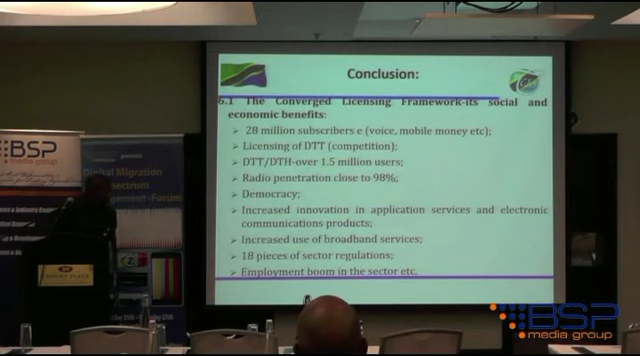 Conclusion:
6.1 The Converged Licensing Framework-its social and
economic benefits:
➢ 28 million subscribers e (voice, mobile money etc);
➢ Licensing of DTT (competition);
➢ DTT/DTH-over 1.5 million users;
➢ Radio penetration close to 98%;
➢ Democracy;
➢ Increased innovation in application services and electronic
communications products;
➢ Increased use of broadband services;
➢ 18 pieces of sector regulations;
➢ Employment boom in the sector etc.
BSP
media group
Digital Migration
Spectrum
Forum
BSP
media group